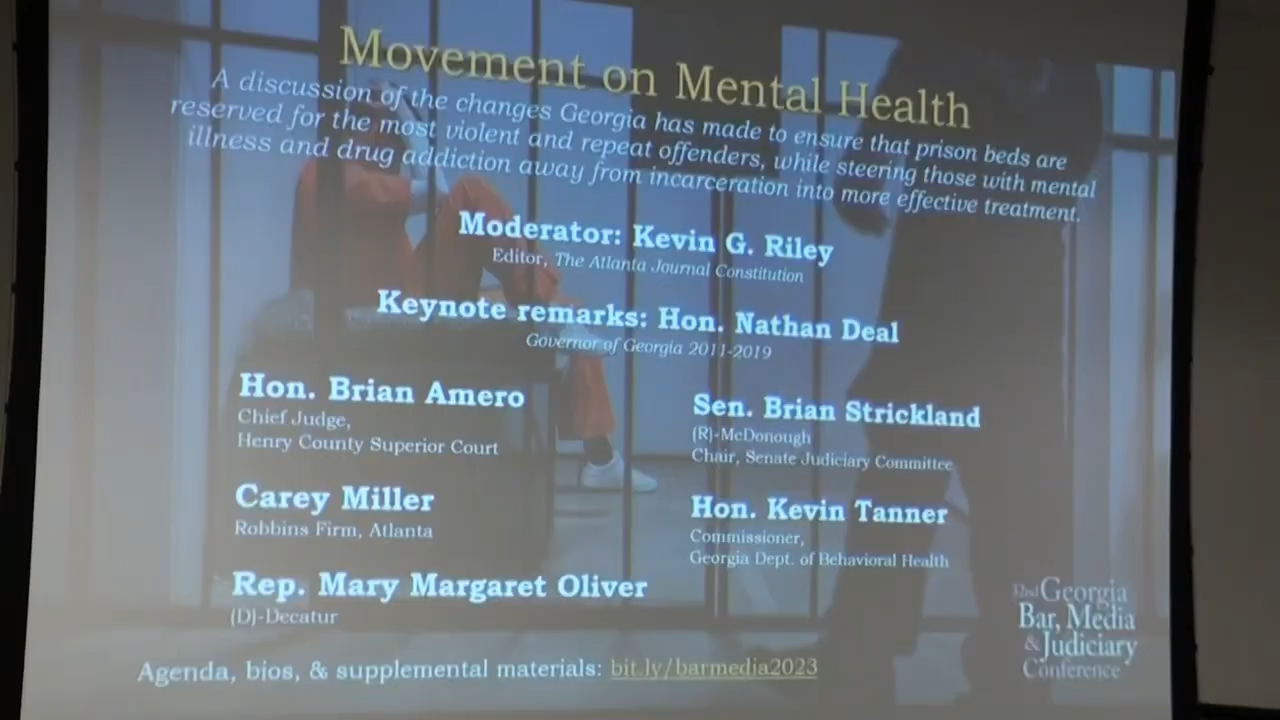 Movement on Mental Health
A discussion of the changes Georgia has made to ensure that prison beds are
reserved for the most violent and repeat offenders, while steering those with mental
illness and drug addiction away from incarceration into more effective treatment.
Moderator: Kevin G. Riley
Editor, The Atlanta Journal Constitution
Keynote remarks: Hon. Nathan Deal
Governor of Georgia 2011-2019
Hon. Brian Amero
Chief Judge,
Henry County Superior Court
Carey Miller
Robbins Firm, Atlanta
Rep. Mary Margaret Oliver
(D)-Decatur
Sen. Brian Strickland
(R)-McDonough
Chair, Senate Judiciary Committee
Hon. Kevin Tanner
Commissioner,
Georgia Dept. of Behavioral Health
Agenda, bios, & supplemental materials: bit.ly/barmedia2023
32nd Georgia
Bar, Media
& Judiciary
Conference